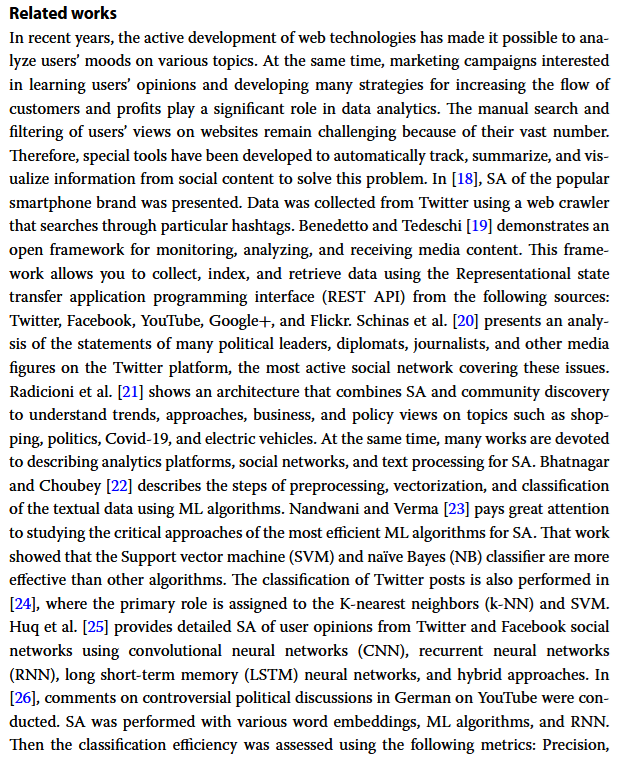 Related works
In recent years, the active development of web technologies has made it possible to ana-
lyze users’ moods on various topics. At the same time, marketing campaigns interested
in learning users’ opinions and developing many strategies for increasing the flow of
customers and profits play a significant role in data analytics. The manual search and
filtering of users’ views on websites remain challenging because of their vast number.
Therefore, special tools have been developed to automatically track, summarize, and vis-
ualize information from social content to solve this problem. In [18], SA of the popular
smartphone brand was presented. Data was collected from Twitter using a web crawler
that searches through particular hashtags. Benedetto and Tedeschi [19] demonstrates an
open framework for monitoring, analyzing, and receiving media content. This frame-
work allows you to collect, index, and retrieve data using the Representational state
transfer application programming interface (REST API) from the following sources:
Twitter, Facebook, YouTube, Google+, and Flickr. Schinas et al. [20] presents an analy-
sis of the statements of many political leaders, diplomats, journalists, and other media
figures on the Twitter platform, the most active social network covering these issues.
Radicioni et al. [21] shows an architecture that combines SA and community discovery
to understand trends, approaches, business, and policy views on topics such as shop-
ping, politics, Covid-19, and electric vehicles. At the same time, many works are devoted
to describing analytics platforms, social networks, and text processing for SA. Bhatnagar
and Choubey [22] describes the steps of preprocessing, vectorization, and classification
of the textual data using ML algorithms. Nandwani and Verma [23] pays great attention
to studying the critical approaches of the most efficient ML algorithms for SA. That work
showed that the Support vector machine (SVM) and naïve Bayes (NB) classifier are more
effective than other algorithms. The classification of Twitter posts is also performed in
[24], where the primary role is assigned to the K-nearest neighbors (k-NN) and SVM.
Huq et al. [25] provides detailed SA of user opinions from Twitter and Facebook social
networks using convolutional neural networks (CNN), recurrent neural networks
(RNN), long short-term memory (LSTM) neural networks, and hybrid approaches. In
[26], comments on controversial political discussions in German on YouTube were con-
ducted. SA was performed with various word embeddings, ML algorithms, and RNN.
Then the classification efficiency was assessed using the following metrics: Precision,